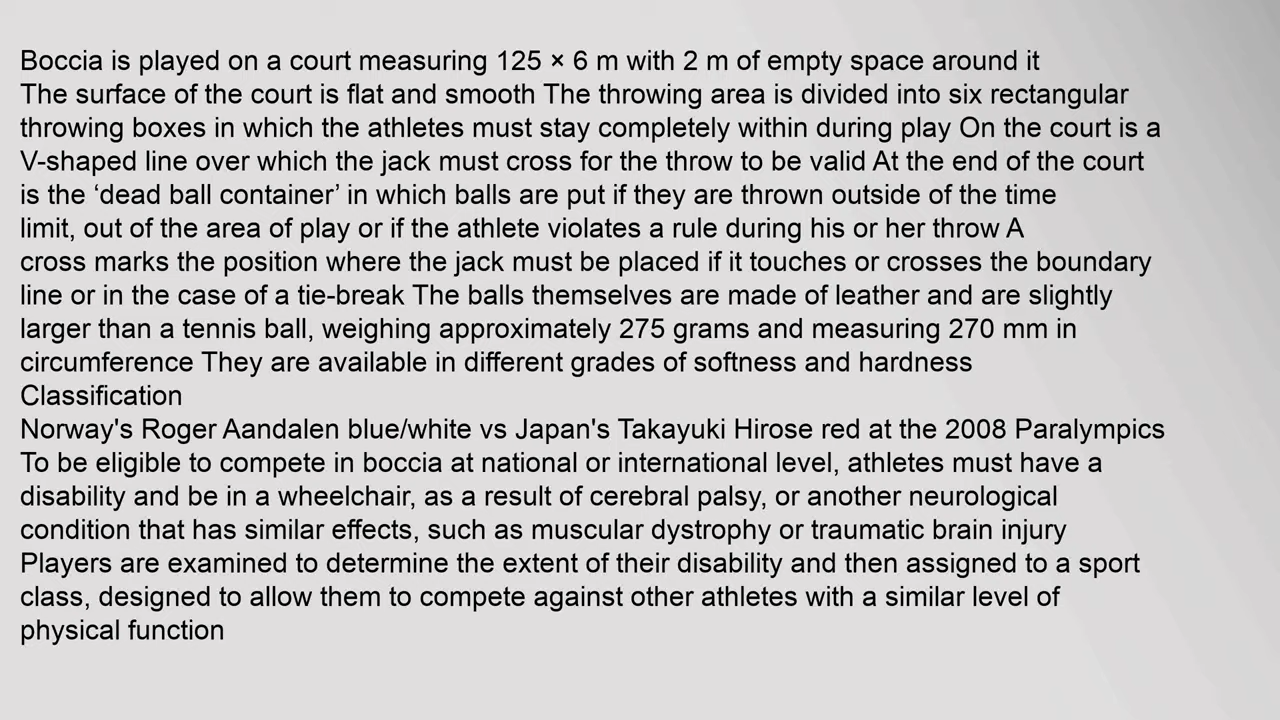 Boccia is played on a court measuring 125 × 6 m with 2 m of empty space around it
The surface of the court is flat and smooth The throwing area is divided into six rectangular
throwing boxes in which the athletes must stay completely within during play On the court is a
V-shaped line over which the jack must cross for the throw to be valid At the end of the court
is the ‘dead ball container’ in which balls are put if they are thrown outside of the time
limit, out of the area of play or if the athlete violates a rule during his or her throw A
cross marks the position where the jack must be placed if it touches or crosses the boundary
line or in the case of a tie-break The balls themselves are made of leather and are slightly
larger than a tennis ball, weighing approximately 275 grams and measuring 270 mm in
circumference They are available in different grades of softness and hardness
Classification
Norway's Roger Aandalen blue/white vs Japan's Takayuki Hirose red at the 2008 Paralympics
To be eligible to compete in boccia at national or international level, athletes must have a
disability and be in a wheelchair, as a result of cerebral palsy, or another neurological
condition that has similar effects, such as muscular dystrophy or traumatic brain injury
Players are examined to determine the extent of their disability and then assigned to a sport
class, designed to allow them to compete against other athletes with a similar level of
physical function